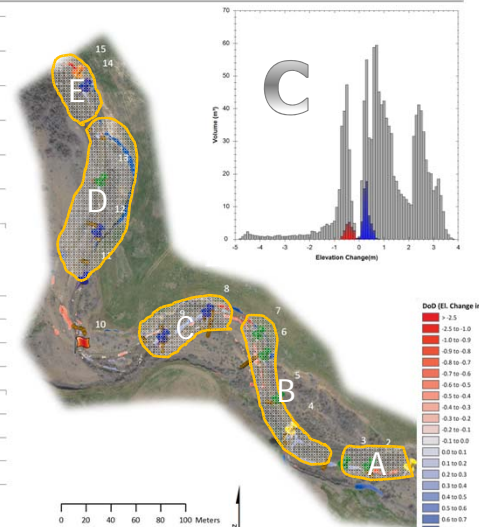 15
14
E
13
D
12
11
10
9
8
C
7
6
B
5
4
3 2
A
0 20 40 60 80 100 Meters
N
C
70
60
50
40
30
20
10
0
Volume (m³)
-5 -4 -3 -2 -1 0 1 2 3 4
Elevation Change(m)
DoD (El. Change in
> -2.5
-2.5 to -1.0
-1.0 to -0.9
-0.9 to -0.8
-0.8 to -0.7
-0.7 to -0.6
-0.6 to -0.5
-0.5 to -0.4
-0.4 to -0.3
-0.3 to -0.2
-0.2 to -0.1
-0.1 to 0.0
0.0 to 0.1
0.1 to 0.2
0.2 to 0.3
0.3 to 0.4
0.4 to 0.5
0.5 to 0.6
0.6 to 0.7